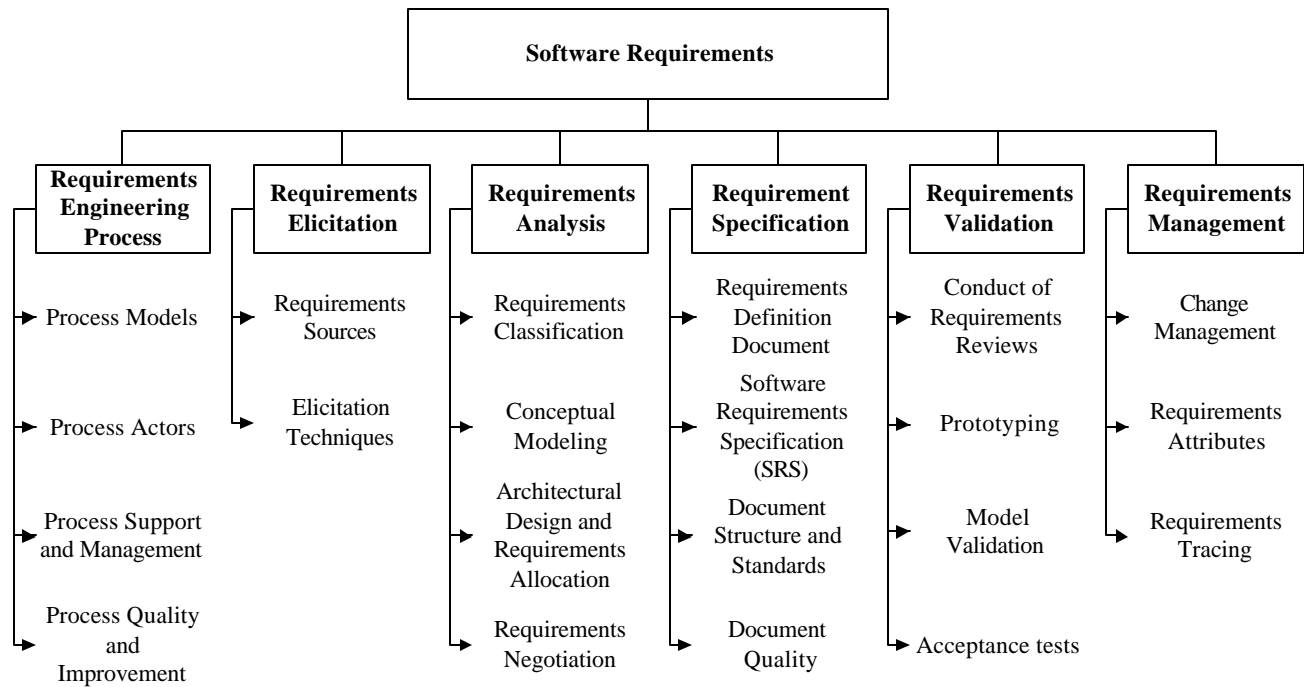 Software Requirements
Requirements
Engineering
Process
Process Models
Process Actors
Process Support
and Management
Process Quality
and
Improvement
Requirements
Elicitation
Requirements
Sources
Elicitation
Techniques
Requirements
Analysis
Requirements
Classification
Conceptual
Modeling
Architectural
Design and
Requirements
Allocation
Requirements
Negotiation
Requirement
Specification
Requirements
Definition
Document
Software
Requirements
Specification
(SRS)
Document
Structure and
Standards
Document
Quality
Requirements
Validation
Conduct of
Requirements
Reviews
Prototyping
Model
Validation
Acceptance tests
Requirements
Management
Change
Management
Requirements
Attributes
Requirements
Tracing